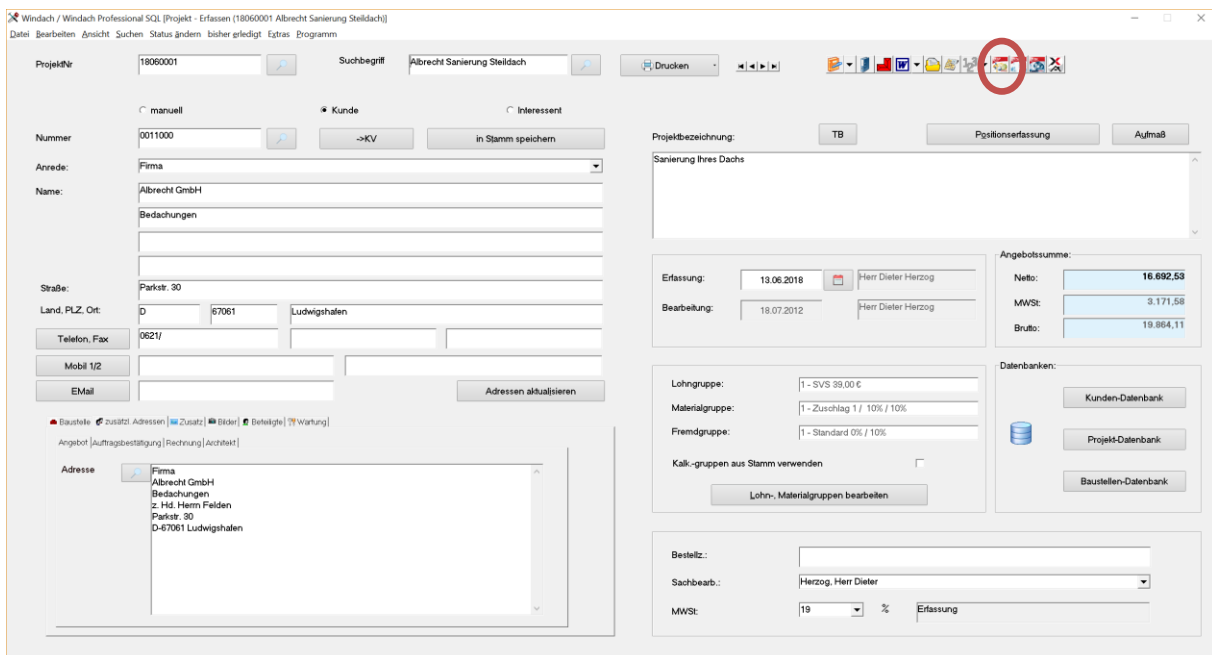 Windach / Windach Professional SQL [Projekt - Erfassen (18060001 Albrecht Sanierung Steildach)]
Datei Bearbeiten Ansicht Suchen Status ändern bisher erledigt Extras Programm
ProjektNr 18060001 Suchbegriff Albrecht Sanierung Steildach Drucken
manuell Kunde Interessent
Nummer 0011000 ->KV in Stamm speichern
Anrede: Firma
Name: Albrecht GmbH
Bedachungen
Straße: Parkstr. 30
Land, PLZ, Ort: D 67061 Ludwigshafen
Telefon, Fax 0621/
Mobil 1/2
EMail Adressen aktualisieren
Baustelle zusätzl. Adressen Zusatz Bilder Beteiligte Wartung
Angebot Auftragsbestätigung Rechnung Architekt
Adresse Firma
Albrecht GmbH
Bedachungen
z. Hd. Herrn Felden
Parkstr. 30
D-67061 Ludwigshafen
Projektbezeichnung: TB Positionserfassung Aufmaß
Sanierung Ihres Dachs
Erfassung: 13.06.2018 Herr Dieter Herzog
Bearbeitung: 18.07.2012 Herr Dieter Herzog
Angebotssumme:
Netto: 16.692,53
MWSt: 3.171,58
Brutto: 19.864,11
Lohngruppe: 1 - SVS 39,00 €
Materialgruppe: 1 - Zuschlag 1 / 10% / 10%
Fremdgruppe: 1 - Standard 0% / 10%
Kalk.-gruppen aus Stamm verwenden
Lohn-, Materialgruppen bearbeiten
Datenbanken:
Kunden-Datenbank
Projekt-Datenbank
Baustellen-Datenbank
Bestellz.:
Sachbearb.: Herzog, Herr Dieter
MWSt: 19 % Erfassung